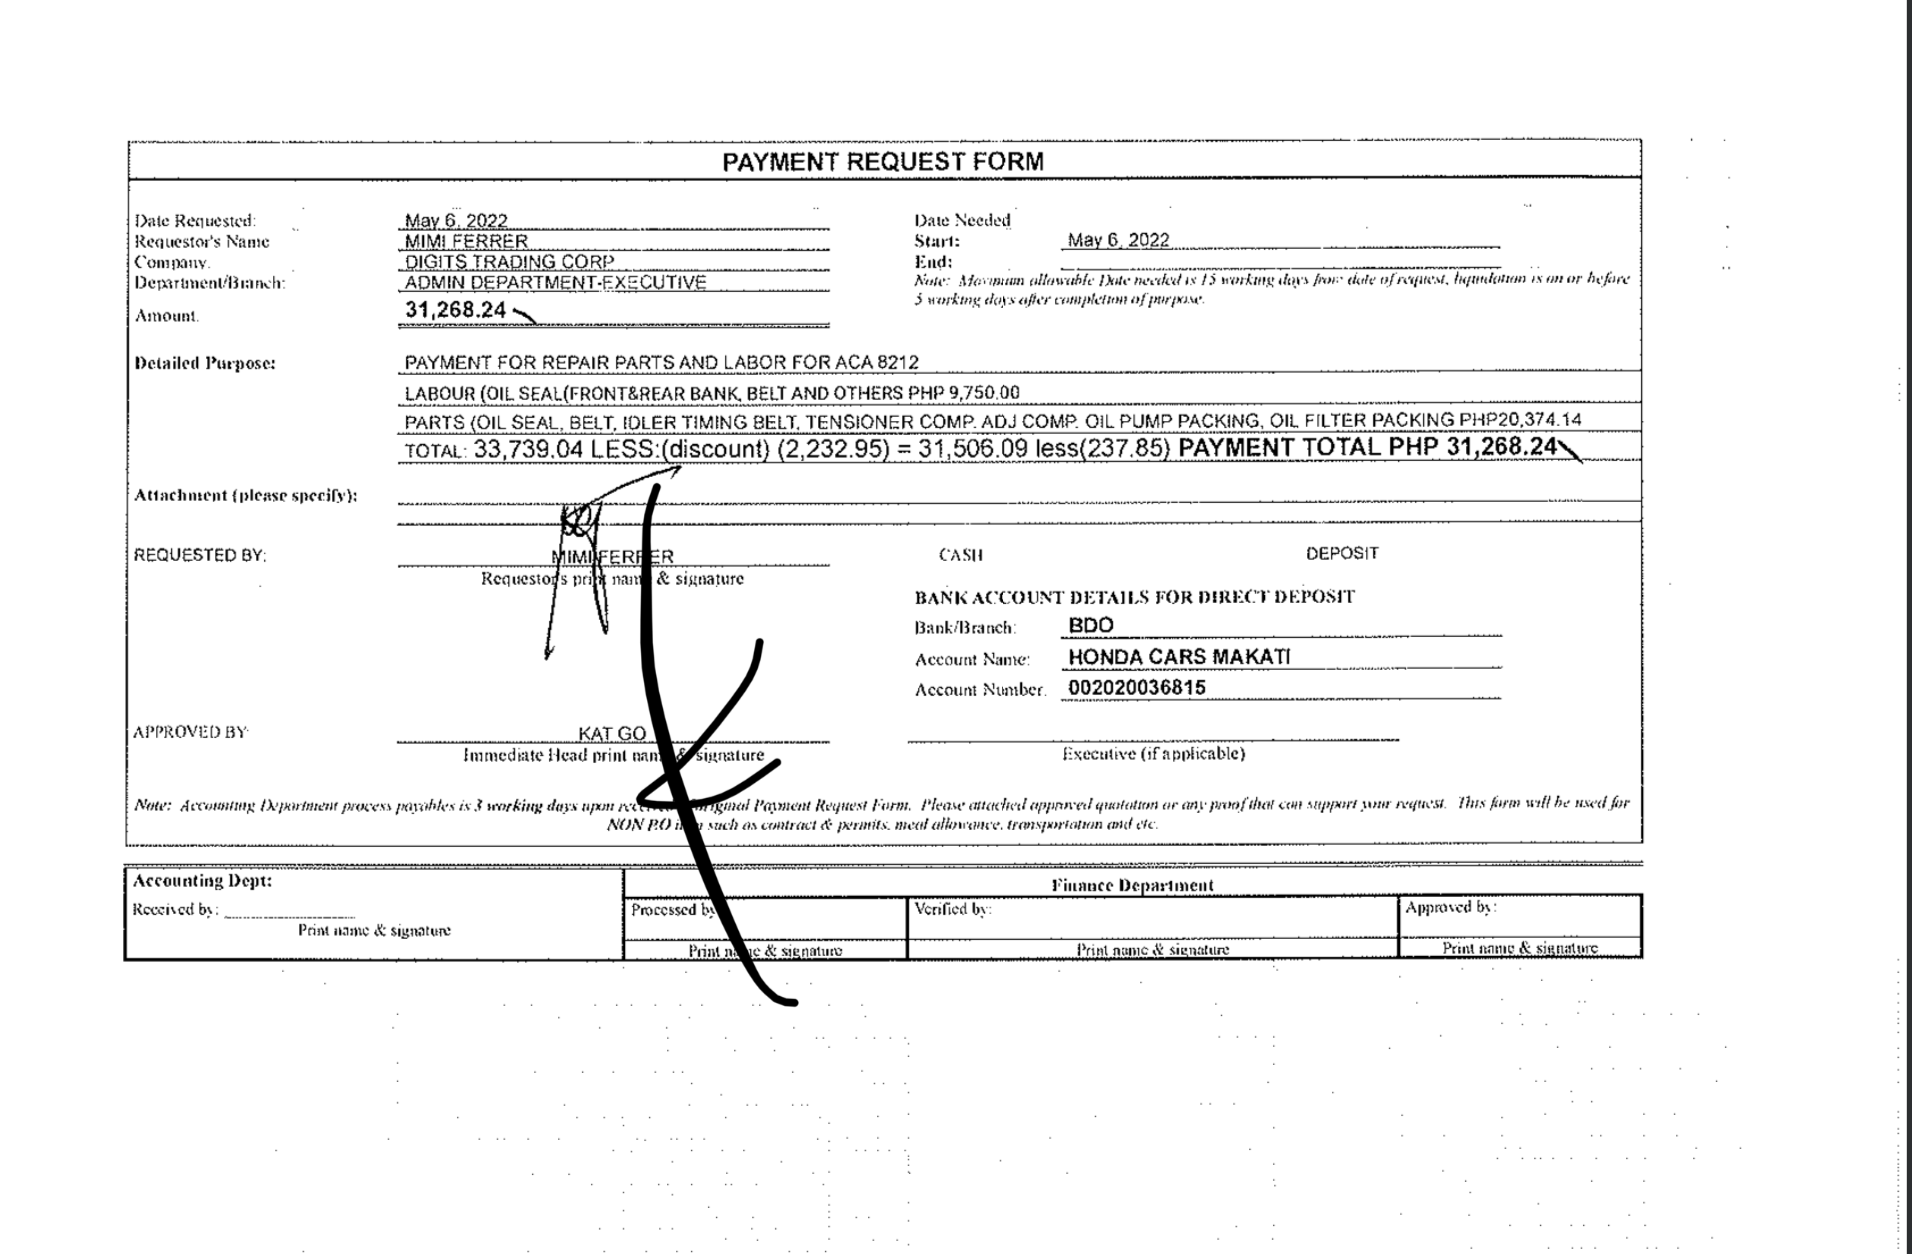 PAYMENT REQUEST FORM
Date Requested: May 6, 2022
Date Needed
Requestor's Name MIMI FERRER
Start: May 6, 2022
Company. DIGITS TRADING CORP
End:
Department/Branch: ADMIN DEPARTMENT-EXECUTIVE
Note: Maximum allowable Date needed is 15 working days from date of request, liquidation is on or before
5 working days after completion of purpose.
Amount. 31,268.24
Detailed Purpose: PAYMENT FOR REPAIR PARTS AND LABOR FOR ACA 8212
LABOUR (OIL SEAL(FRONT&REAR BANK, BELT AND OTHERS PHP 9,750.00
PARTS (OIL SEAL, BELT, IDLER TIMING BELT, TENSIONER COMP. ADJ COMP. OIL PUMP PACKING, OIL FILTER PACKING PHP20,374.14
TOTAL: 33,739.04 LESS:(discount) (2,232.95) = 31,506.09 less(237.85) PAYMENT TOTAL PHP 31,268.24
Attachment (please specify):
REQUESTED BY: MIMI FERRER CASH DEPOSIT
Requestor's print name & signature
BANK ACCOUNT DETAILS FOR DIRECT DEPOSIT
Bank/Branch: BDO
Account Name: HONDA CARS MAKATI
Account Number. 002020036815
APPROVED BY: KAT GO
Immediate Head print name & signature
Executive (if applicable)
Note: Accounting Department process payables is 3 working days upon original Payment Request Form. Please attached approved quotation or any proof that can support your request. This form will be used for
NON P.O item such as contract & permits, meal allowance, transportation and etc.
Accounting Dept: Finance Department
Received by: Processed by Verified by: Approved by:
Print name & signature
Print name & signature Print name & signature Print name & signature